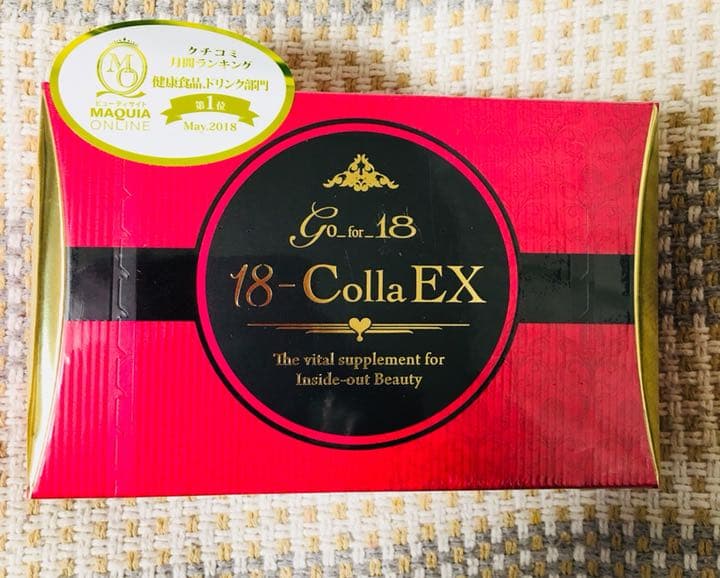 クチコミ
月間ランキング
健康食品、ドリンク部門
第1位
May,2018
MQ
ビューティサイト
MAQUIA
ONLINE
Go_for_18
18-Colla EX
The vital supplement for
Inside-out Beauty